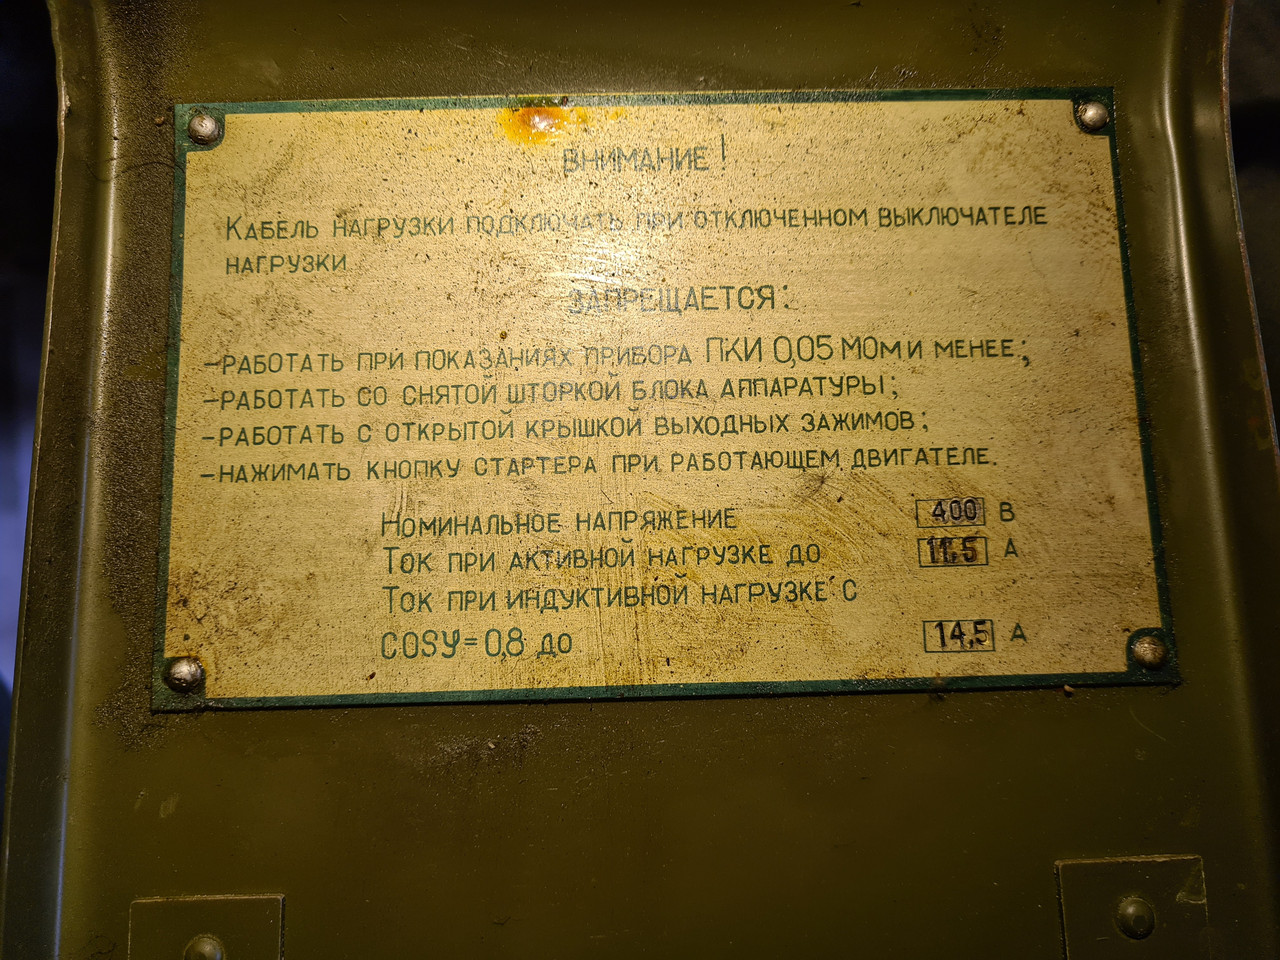 ВНИМАНИЕ!
КАБЕЛЬ НАГРУЗКИ ПОДКЛЮЧАТЬ ПРИ ОТКЛЮЧЕННОМ ВЫКЛЮЧАТЕЛЕ
НАГРУЗКИ
ЗАПРЕЩАЕТСЯ:
–РАБОТАТЬ ПРИ ПОКАЗАНИЯХ ПРИБОРА ПКИ 0,05 МОм И МЕНЕЕ;
–РАБОТАТЬ СО СНЯТОЙ ШТОРКОЙ БЛОКА АППАРАТУРЫ;
–РАБОТАТЬ С ОТКРЫТОЙ КРЫШКОЙ ВЫХОДНЫХ ЗАЖИМОВ;
–НАЖИМАТЬ КНОПКУ СТАРТЕРА ПРИ РАБОТАЮЩЕМ ДВИГАТЕЛЕ.
НОМИНАЛЬНОЕ НАПРЯЖЕНИЕ 400 В
ТОК ПРИ АКТИВНОЙ НАГРУЗКЕ ДО 11,5 А
ТОК ПРИ ИНДУКТИВНОЙ НАГРУЗКЕ С
COSΨ=0,8 ДО 14,5 А